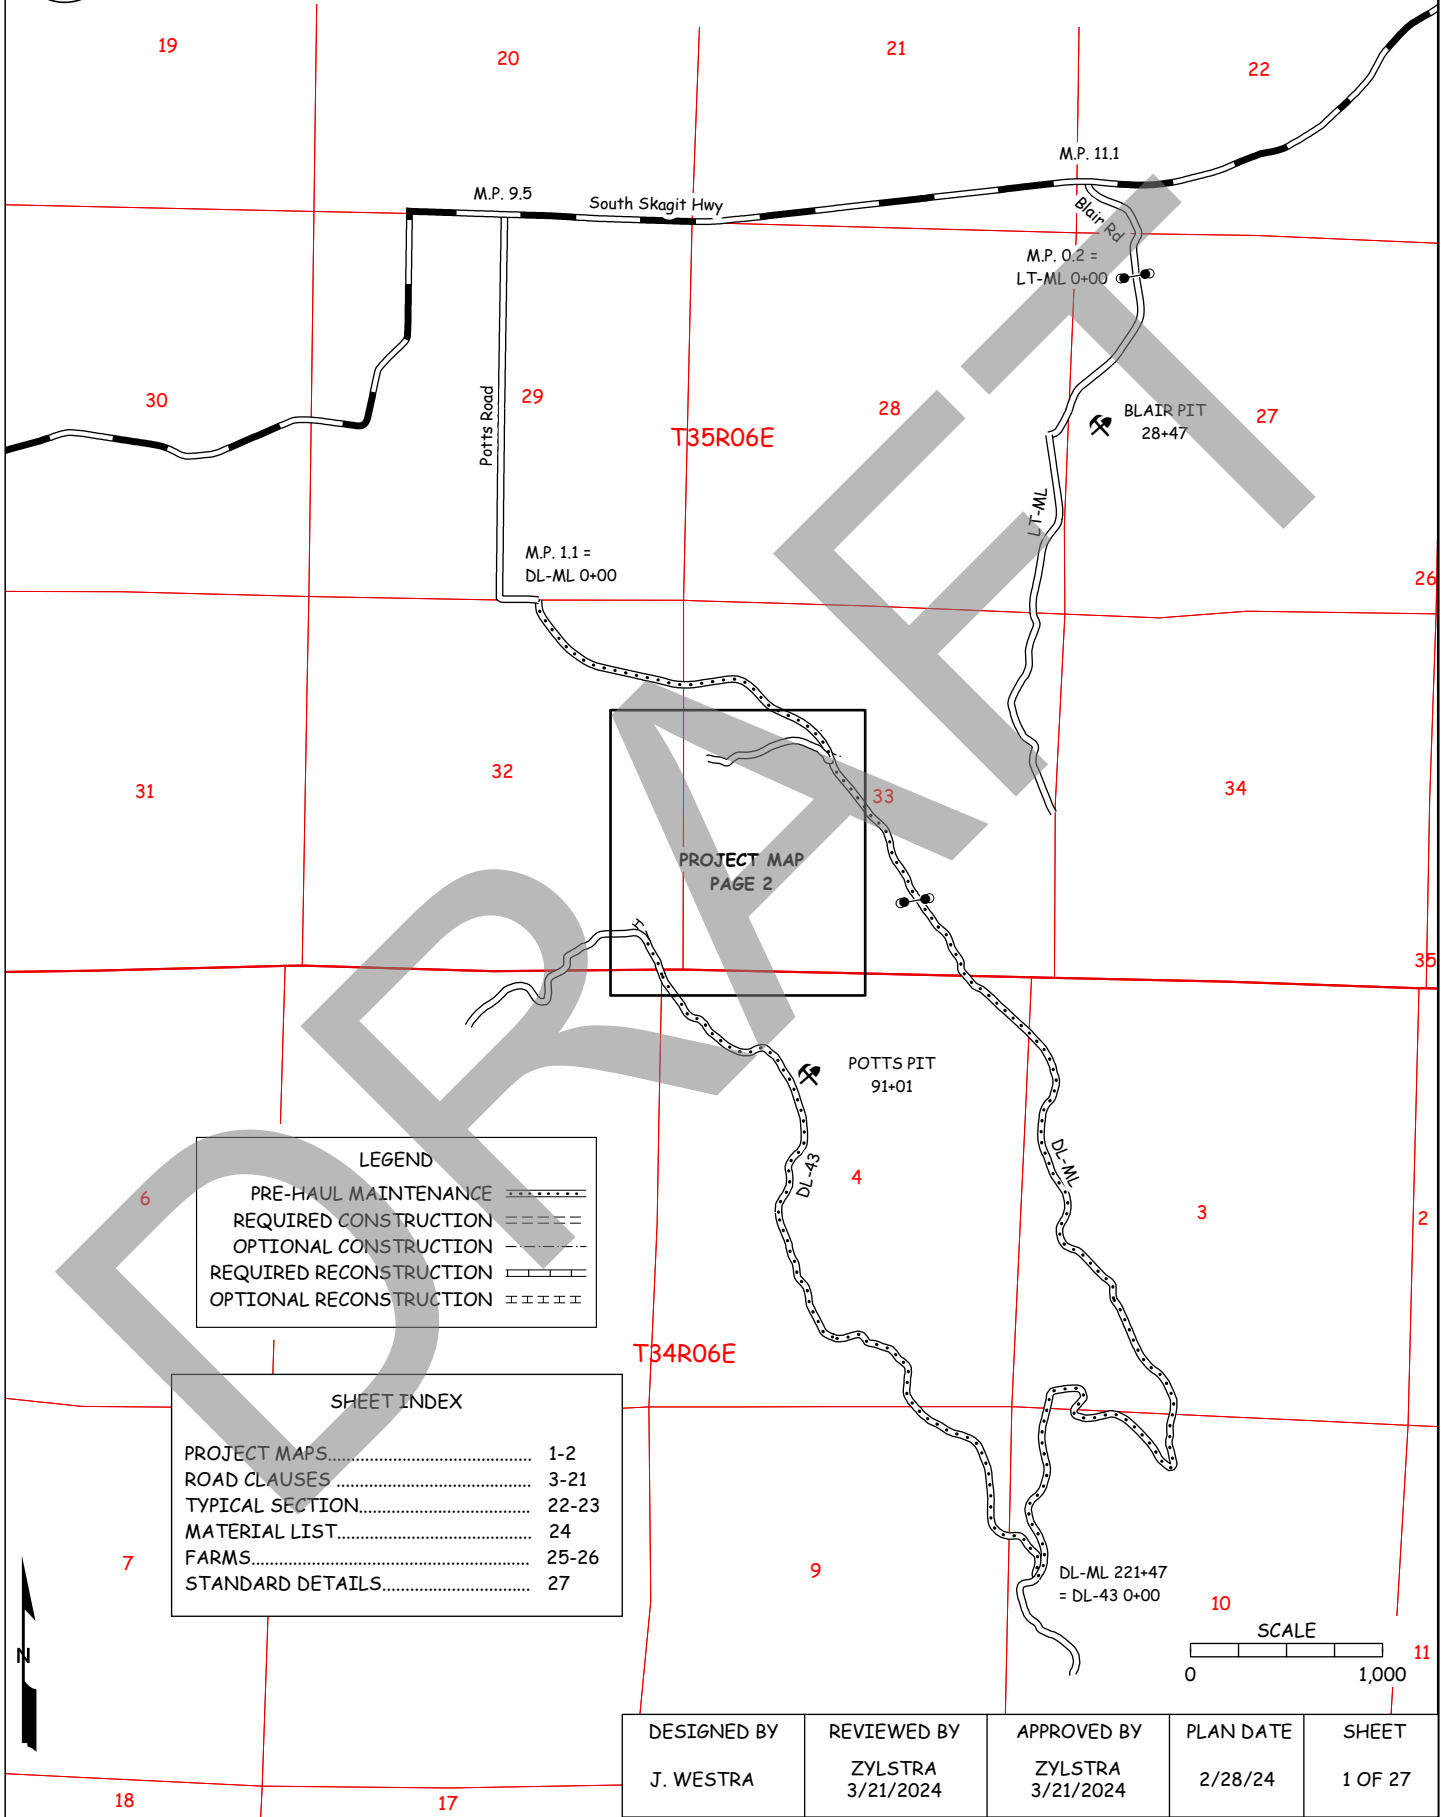 19
20
21
22
M.P. 11.1
M.P. 9.5
South Skagit Hwy
Blair Rd
M.P. 0.2 =
LT-ML 0+00
30
Potts Road
29
28
BLAIR PIT
28+47
27
T35R06E
LT-ML
M.P. 1.1 =
DL-ML 0+00
26
31
32
33
34
PROJECT MAP
PAGE 2
35
POTTS PIT
91+01
DL-43
DL-ML
6
4
3
2
LEGEND
PRE-HAUL MAINTENANCE
REQUIRED CONSTRUCTION
OPTIONAL CONSTRUCTION
REQUIRED RECONSTRUCTION
OPTIONAL RECONSTRUCTION
T34R06E
SHEET INDEX
PROJECT MAPS.................................... 1-2
ROAD CLAUSES .................................. 3-21
TYPICAL SECTION............................... 22-23
MATERIAL LIST................................... 24
FARMS.................................................. 25-26
STANDARD DETAILS.......................... 27
7
9
DL-ML 221+47
= DL-43 0+00
10
11
N
SCALE
0 1,000
18
17
DESIGNED BY
J. WESTRA
REVIEWED BY
ZYLSTRA
3/21/2024
APPROVED BY
ZYLSTRA
3/21/2024
PLAN DATE
2/28/24
SHEET
1 OF 27
DRAFT